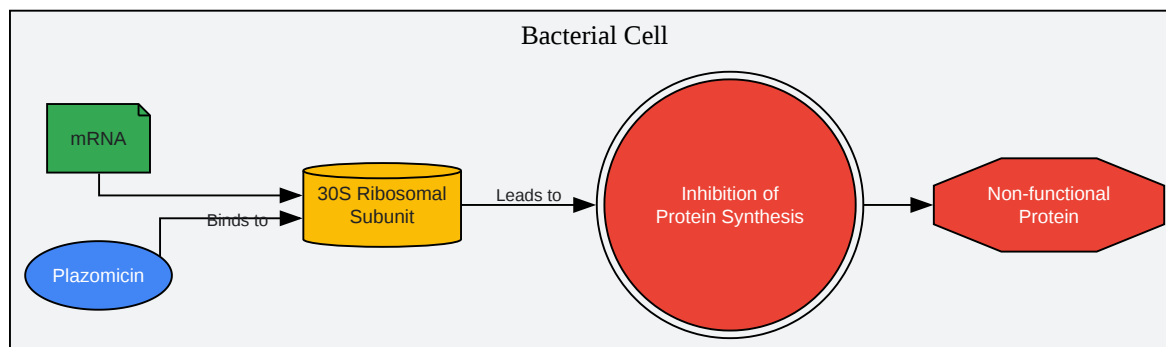 Bacterial Cell
mRNA
Plazomicin
Binds to
30S Ribosomal
Subunit
Leads to
Inhibition of
Protein Synthesis
Non-functional
Protein